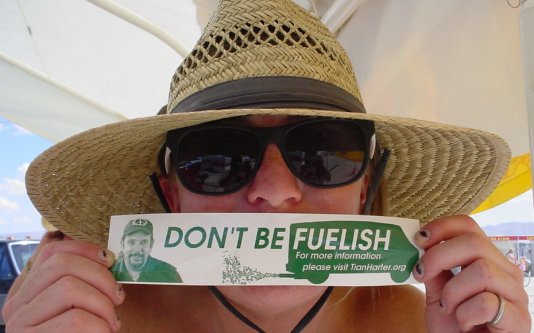 DON'T BE FUELISH
For more information
please visit TianHarter.org